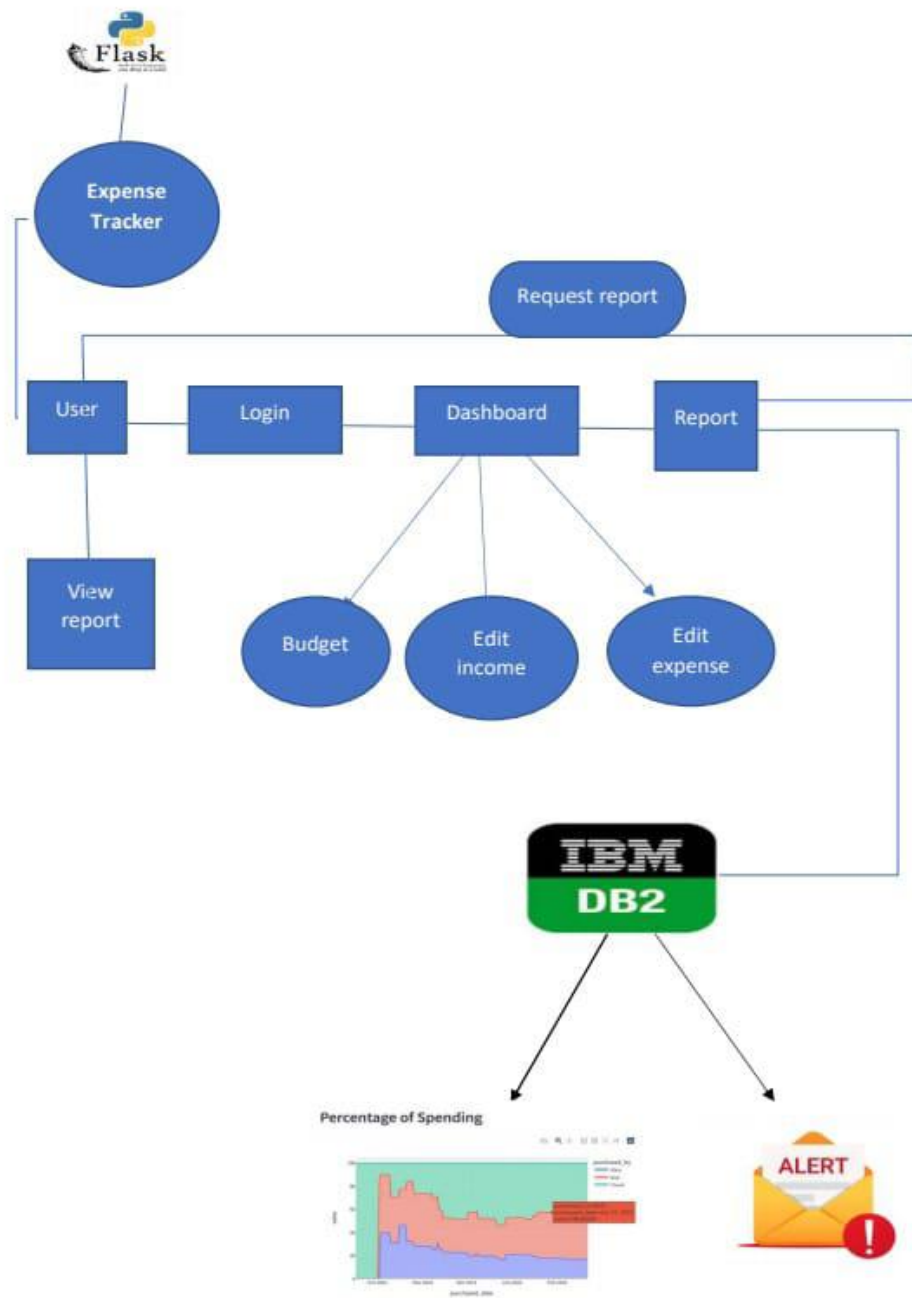 Flask
Expense
Tracker
Request report
User
Login
Dashboard
Report
View
report
Budget
Edit
income
Edit
expense
IBM
DB2
Percentage of Spending
ALERT
!